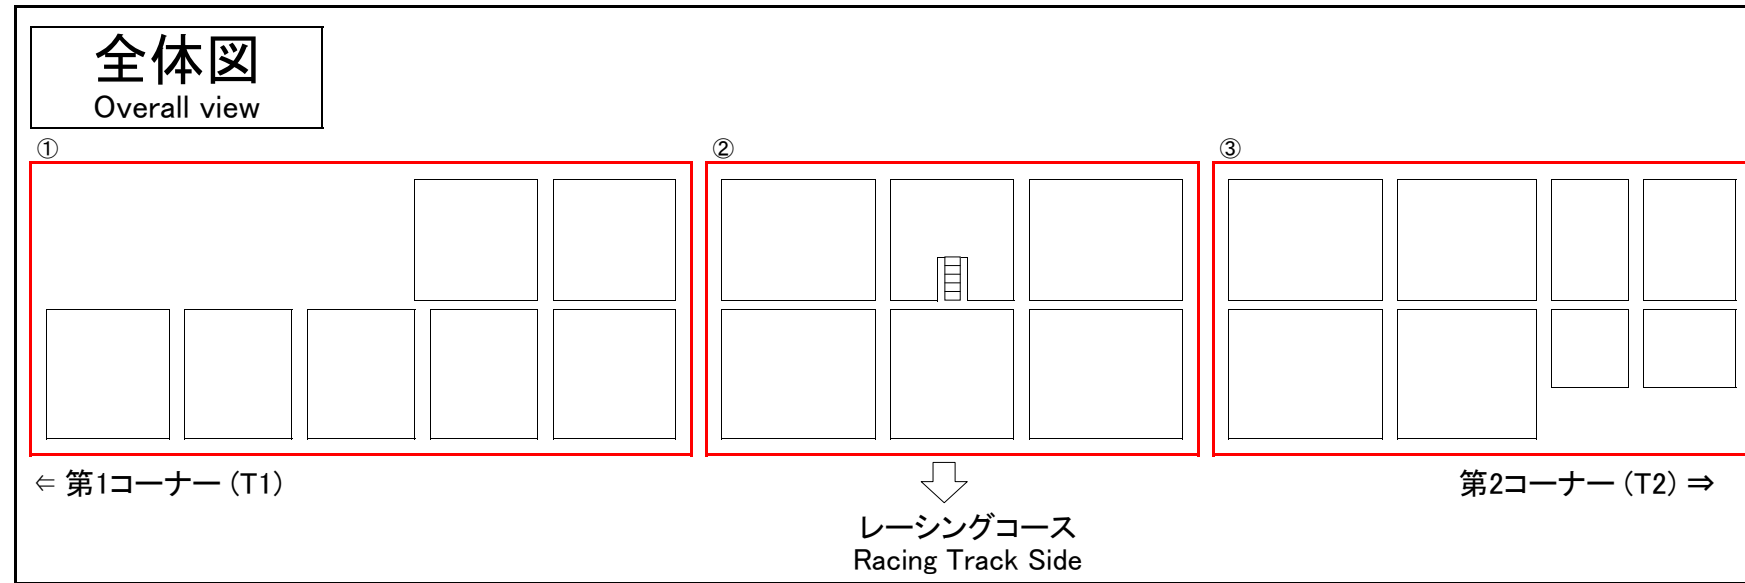 全体図
Overall view
① ② ③
⇐ 第1コーナー (T1) 第2コーナー (T2) ⇒
レーシングコース
Racing Track Side